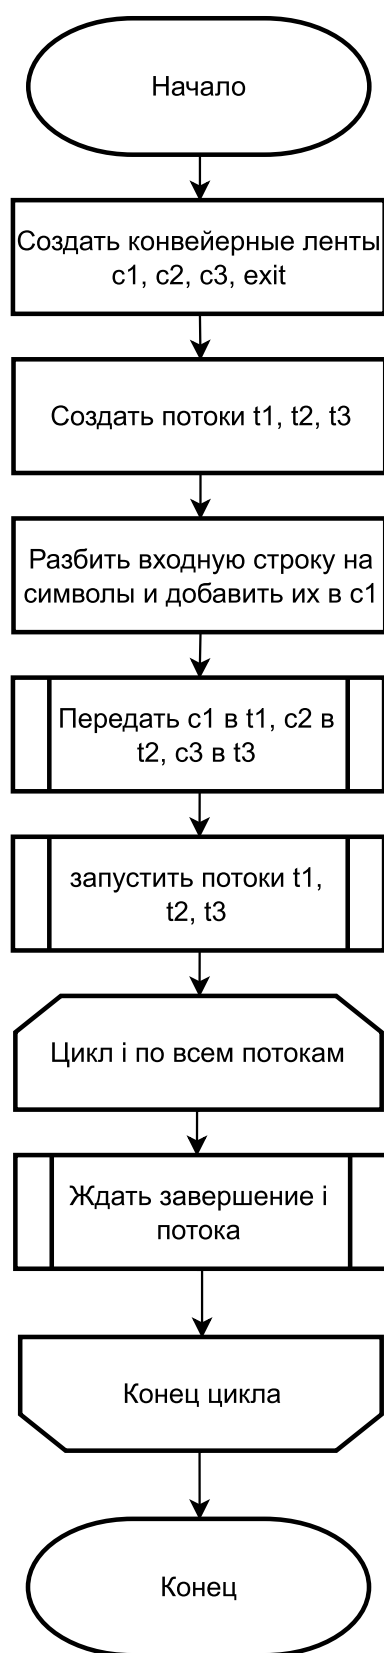 Начало
Создать конвейерные ленты
c1, c2, c3, exit
Создать потоки t1, t2, t3
Разбить входную строку на
символы и добавить их в c1
Передать c1 в t1, c2 в
t2, c3 в t3
запустить потоки t1,
t2, t3
Цикл i по всем потокам
Ждать завершение i
потока
Конец цикла
Конец